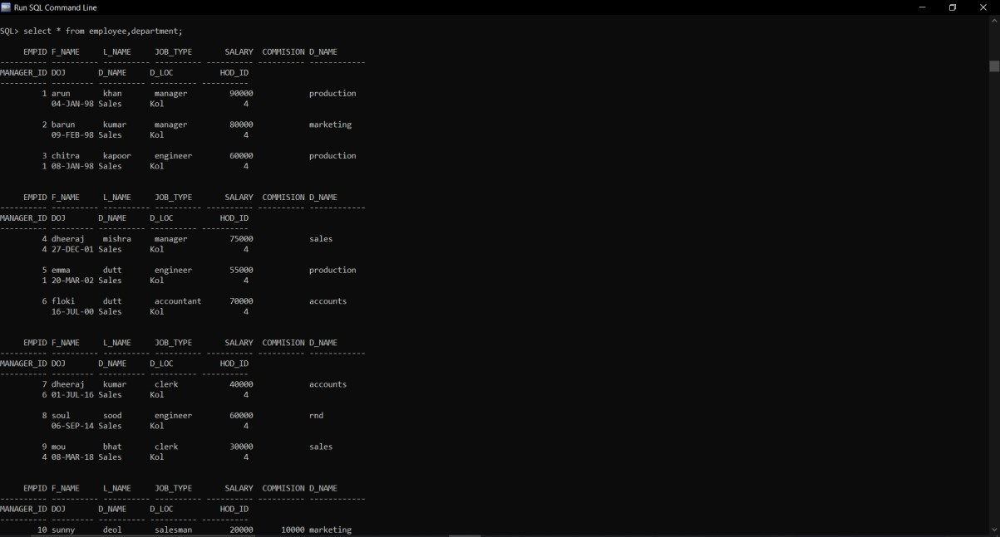 Run SQL Command Line
SQL> select * from employee,department;
     EMPID F_NAME     L_NAME     JOB_TYPE       SALARY  COMMISION D_NAME
---------- ---------- ---------- ---------- ---------- ---------- ------------
MANAGER_ID DOJ       D_NAME     D_LOC          HOD_ID
---------- --------- ---------- ---------- ----------
         1 arun       khan       manager         90000            production
           04-JAN-98 Sales      Kol                 4
         2 barun      kumar      manager         80000            marketing
           09-FEB-98 Sales      Kol                 4
         3 chitra     kapoor     engineer        60000            production
         1 08-JAN-98 Sales      Kol                 4
     EMPID F_NAME     L_NAME     JOB_TYPE       SALARY  COMMISION D_NAME
---------- ---------- ---------- ---------- ---------- ---------- ------------
MANAGER_ID DOJ       D_NAME     D_LOC          HOD_ID
---------- --------- ---------- ---------- ----------
         4 dheeraj    mishra     manager         75000            sales
         4 27-DEC-01 Sales      Kol                 4
         5 emma       dutt       engineer        55000            production
         1 20-MAR-02 Sales      Kol                 4
         6 floki      dutt       accountant      70000            accounts
           16-JUL-00 Sales      Kol                 4
     EMPID F_NAME     L_NAME     JOB_TYPE       SALARY  COMMISION D_NAME
---------- ---------- ---------- ---------- ---------- ---------- ------------
MANAGER_ID DOJ       D_NAME     D_LOC          HOD_ID
---------- --------- ---------- ---------- ----------
         7 dheeraj    kumar      clerk           40000            accounts
         6 01-JUL-16 Sales      Kol                 4
         8 soul       sood       engineer        60000            rnd
           06-SEP-14 Sales      Kol                 4
         9 mou        bhat       clerk           30000            sales
         4 08-MAR-18 Sales      Kol                 4
     EMPID F_NAME     L_NAME     JOB_TYPE       SALARY  COMMISION D_NAME
---------- ---------- ---------- ---------- ---------- ---------- ------------
MANAGER_ID DOJ       D_NAME     D_LOC          HOD_ID
---------- --------- ---------- ---------- ----------
        10 sunny      deol       salesman        20000      10000 marketing